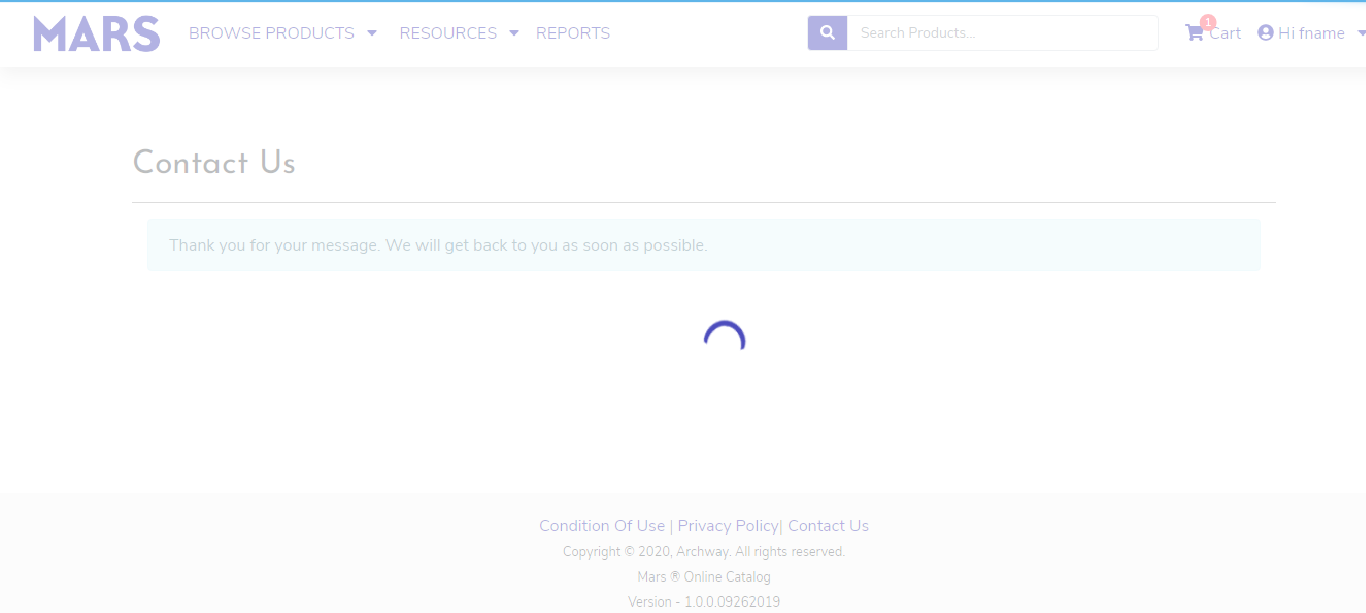 MARS BROWSE PRODUCTS RESOURCES REPORTS Search Products... 1 Cart Hi fname
Contact Us
Thank you for your message. We will get back to you as soon as possible.
Condition Of Use | Privacy Policy| Contact Us
Copyright © 2020, Archway. All rights reserved.
Mars ® Online Catalog
Version - 1.0.0.09262019